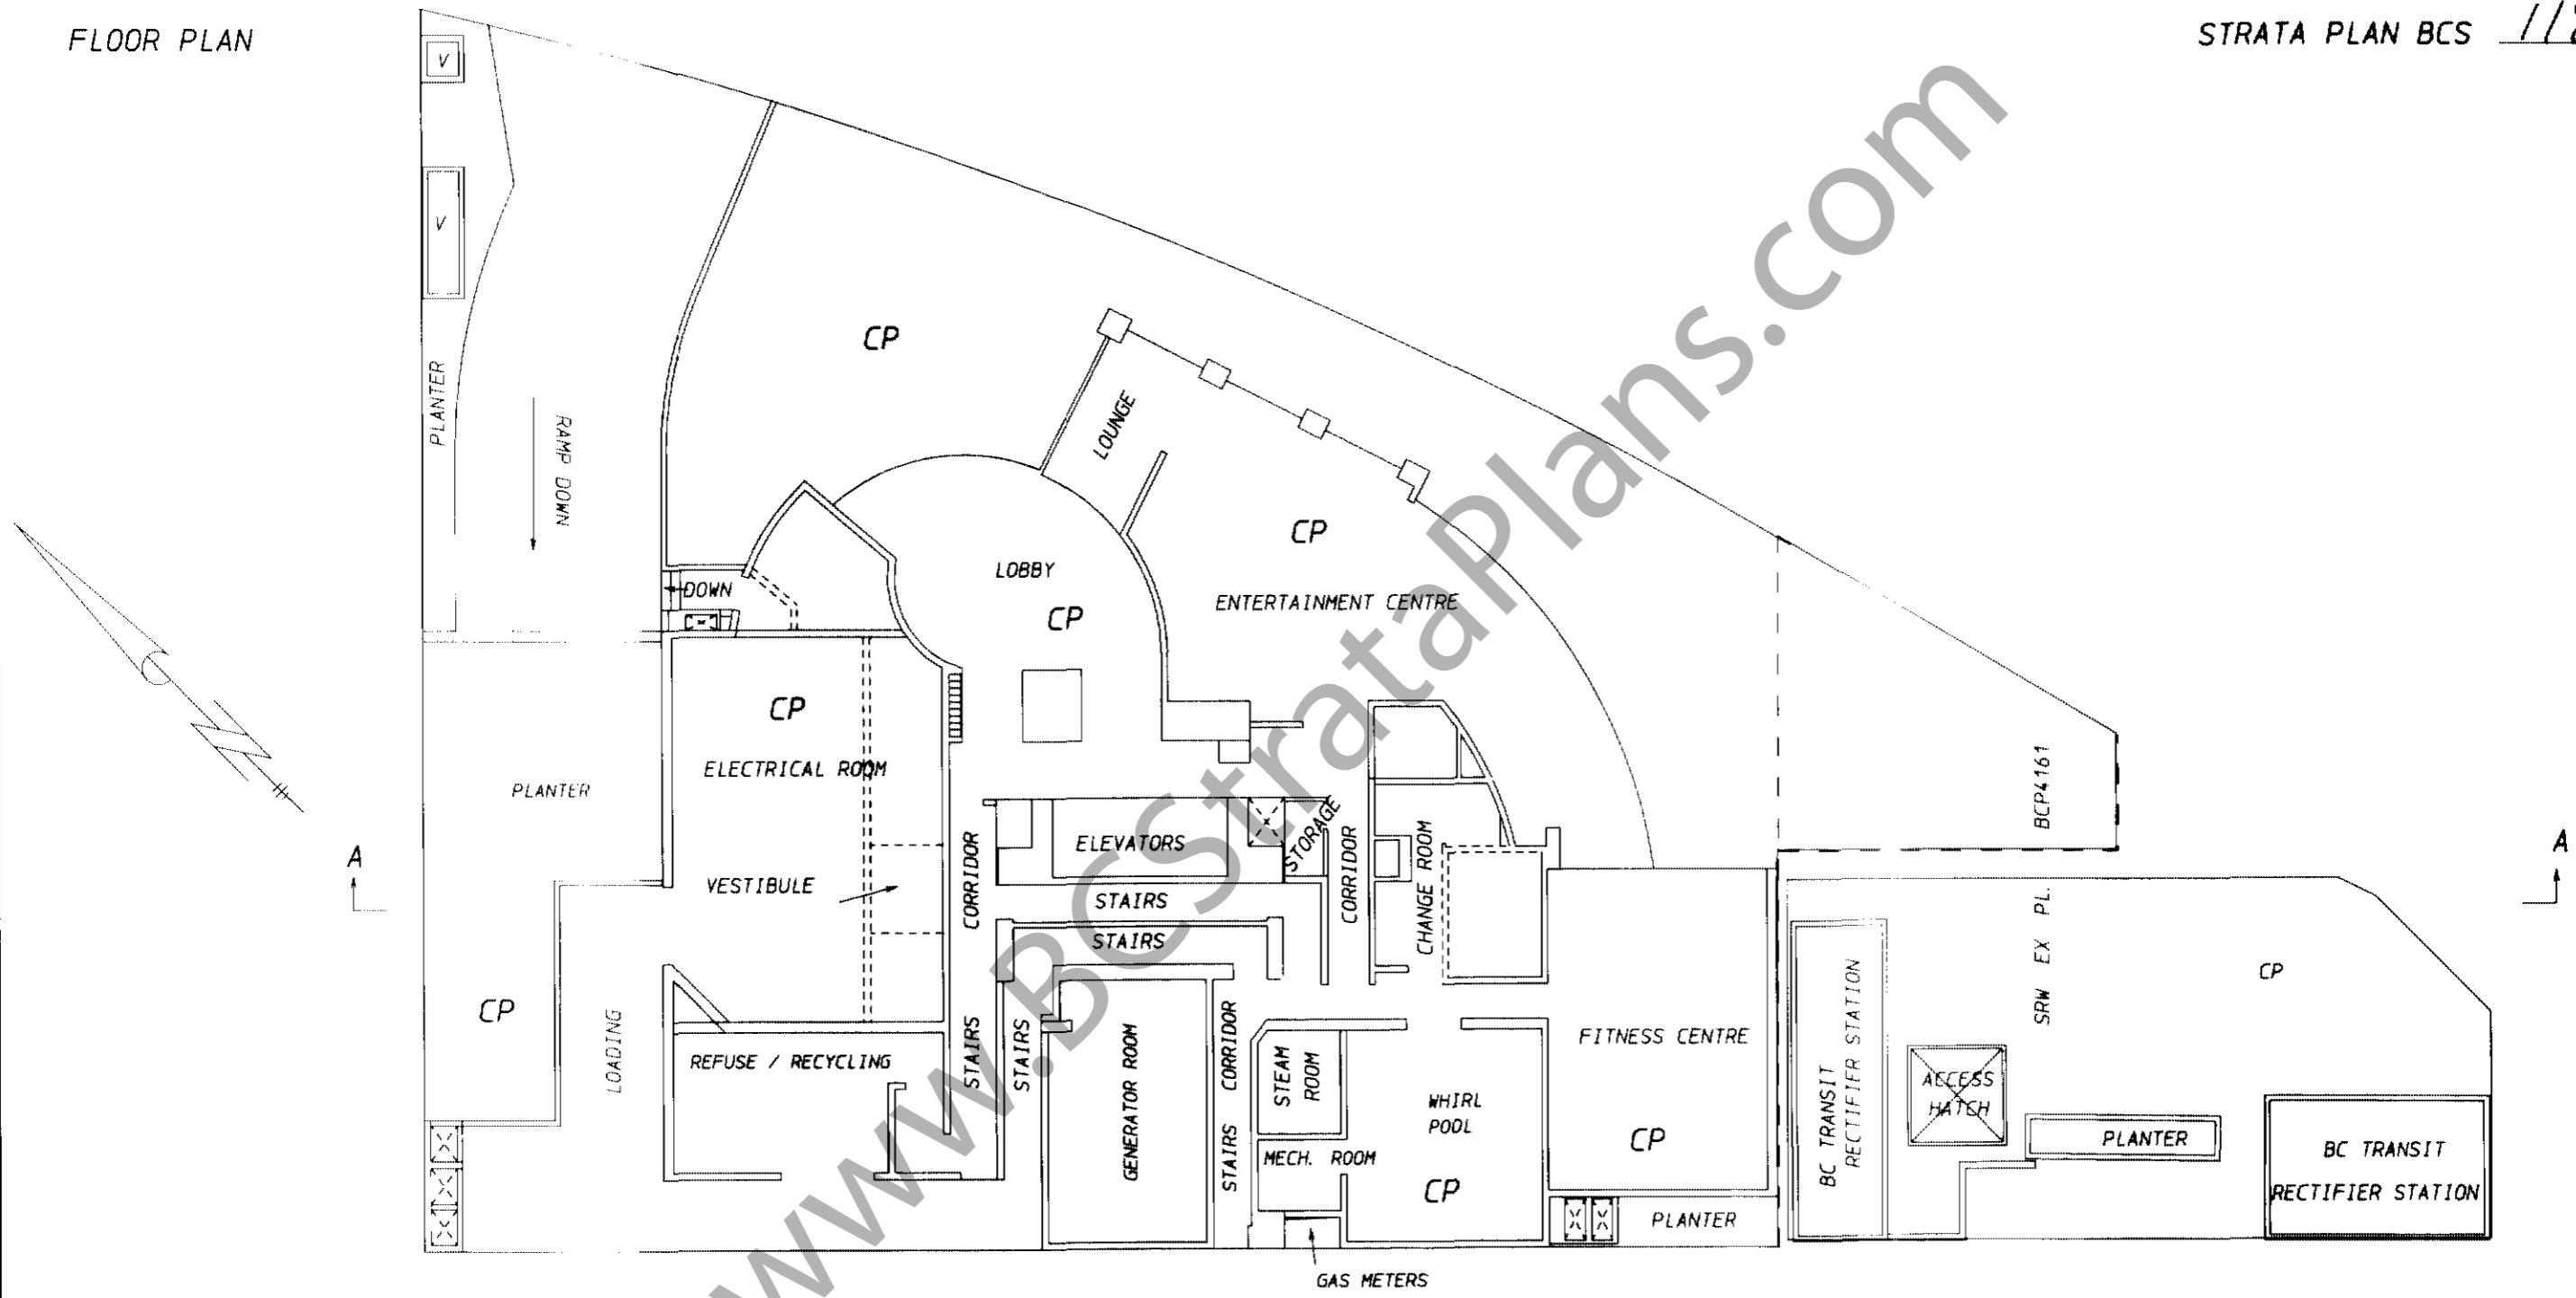 FLOOR PLAN
STRATA PLAN BCS
V
V
PLANTER
RAMP DOWN
CP
LOUNGE
CP
ENTERTAINMENT CENTRE
LOBBY
CP
DOWN
CP
ELECTRICAL ROOM
PLANTER
VESTIBULE
CORRIDOR
ELEVATORS
STORAGE
CORRIDOR
CHANGE ROOM
STAIRS
STAIRS
A
A
BCP4161
SRW EX PL.
CP
CP
LOADING
REFUSE / RECYCLING
STAIRS
STAIRS
GENERATOR ROOM
CORRIDOR
STAIRS
STEAM
ROOM
MECH. ROOM
WHIRL
POOL
CP
FITNESS CENTRE
CP
PLANTER
GAS METERS
BC TRANSIT
RECTIFIER STATION
ACCESS
HATCH
PLANTER
BC TRANSIT
RECTIFIER STATION
www.BCStrataPlans.com